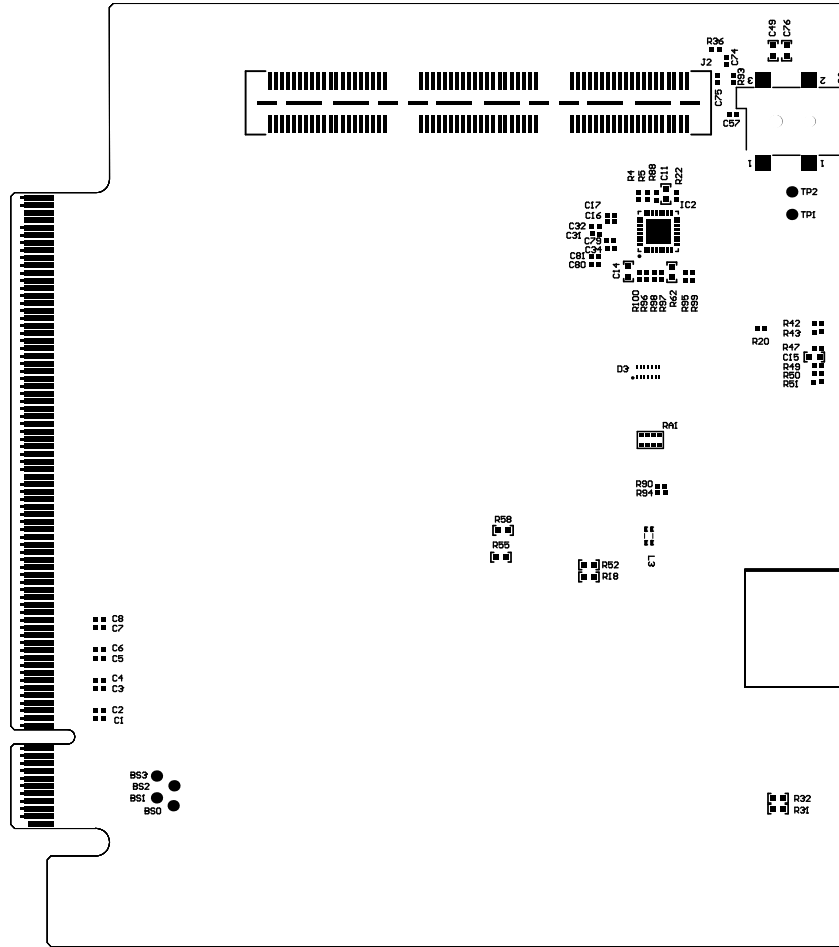 C49
C76
R36
C74
J2
R93
C75
3
2
C57
1
1
R4
R5
R88
C11
R22
TP2
IC2
C17
C16
TP1
C32
C31
C79
C34
C81
C80
C14
R100
R96
R98
R97
R62
R95
R99
R42
R43
R20
R47
C15
R49
R50
R51
D3
RA1
R90
R94
R58
R55
L3
R52
R18
C8
C7
C6
C5
C4
C3
C2
C1
BS3
BS2
BS1
BS0
R32
R31